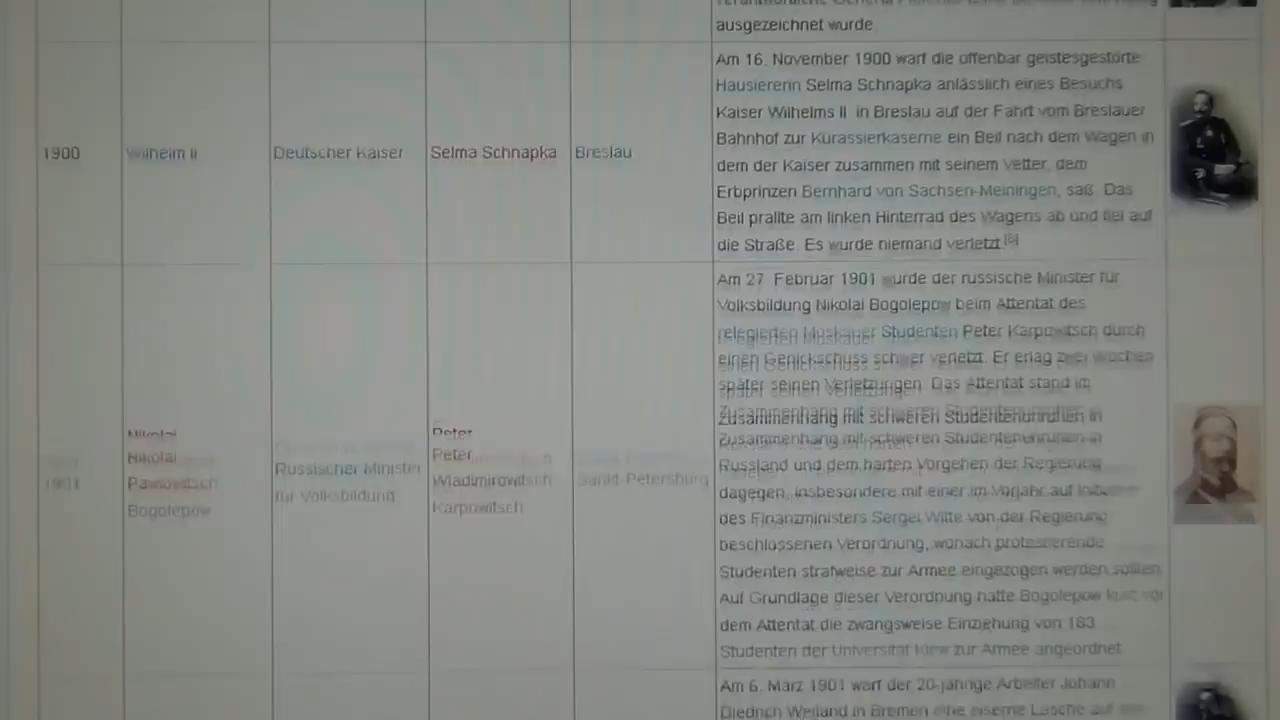 ausgezeichnet wurde
1900
Wilhelm II
Deutscher Kaiser
Selma Schnapka
Breslau
Am 16. November 1900 warf die offenbar geistesgestörte
Hausiererin Selma Schnapka anlässlich eines Besuchs
Kaiser Wilhelms II. in Breslau auf der Fahrt vom Breslauer
Bahnhof zur Kürassierkaserne ein Beil nach dem Wagen in
dem der Kaiser zusammen mit seinem Vetter, dem
Erbprinzen Bernhard von Sachsen-Meiningen, saß. Das
Beil prallte am linken Hinterrad des Wagens ab und fiel auf
die Straße. Es wurde niemand verletzt.
1901
Nikolai
Pawlowitsch
Bogolepow
Russischer Minister
für Volksbildung
Peter
Wladimirowitsch
Karpowitsch
Sankt Petersburg
Am 27. Februar 1901 wurde der russische Minister für
Volksbildung Nikolai Bogolepow beim Attentat des
relegierten Moskauer Studenten Peter Karpowitsch durch
einen Genickschuss schwer verletzt. Er erlag zwei Wochen
später seinen Verletzungen. Das Attentat stand im
Zusammenhang mit schweren Studentenunruhen in
Russland und dem harten Vorgehen der Regierung
dagegen, insbesondere mit einer im Vorjahr auf Initiative
des Finanzministers Sergei Witte von der Regierung
beschlossenen Verordnung, wonach protestierende
Studenten strafweise zur Armee eingezogen werden sollten.
Auf Grundlage dieser Verordnung hatte Bogolepow kurz vor
dem Attentat die zwangsweise Einziehung von 183
Studenten der Universität Kiew zur Armee angeordnet.
Am 6. März 1901 warf der 20-jährige Arbeiter Johann
Diedrich Weiland in Bremen eine eiserne Lasche auf